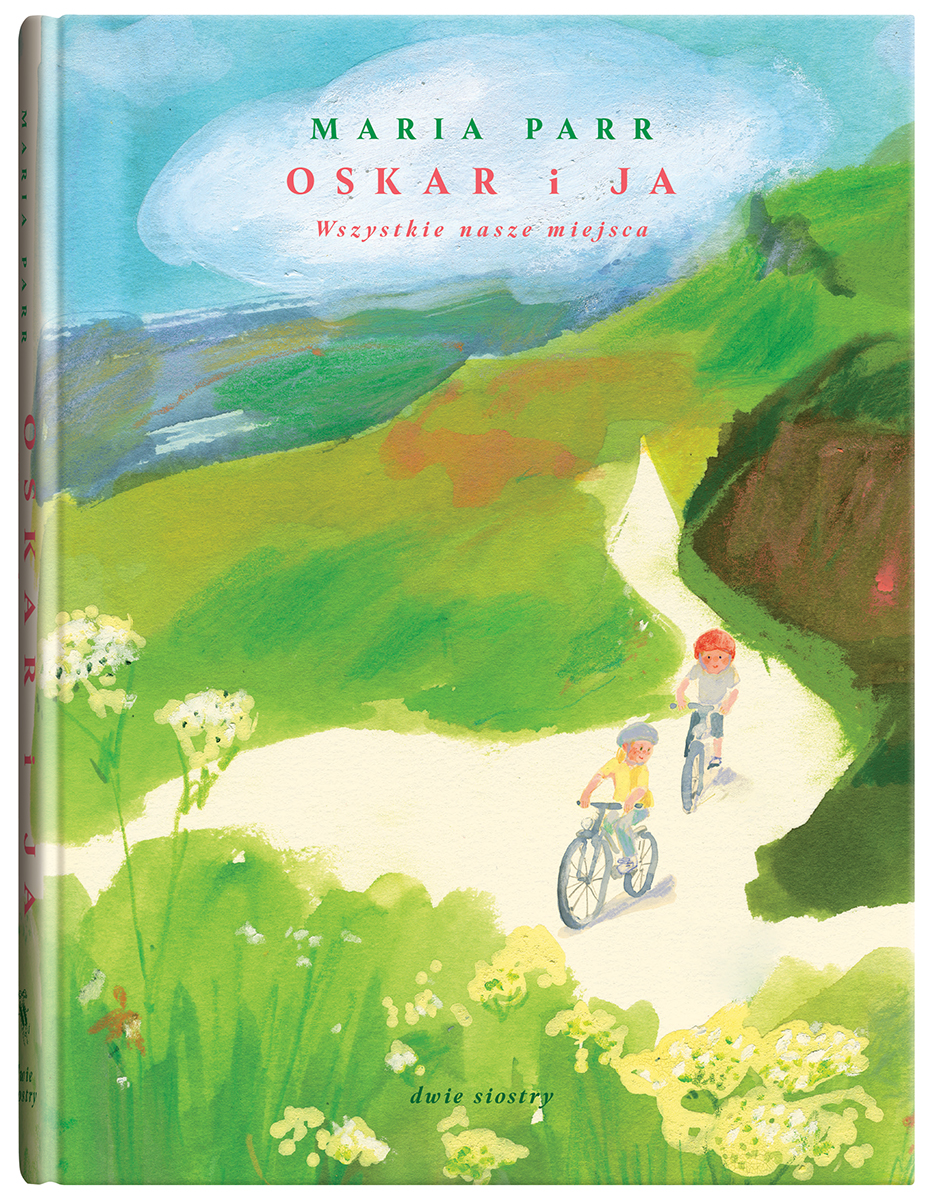 MARIA PARR
OSKAR i JA
Wszystkie nasze miejsca
dwie siostry
MARIA PARR
OSKAR i JA
dwie
siostry